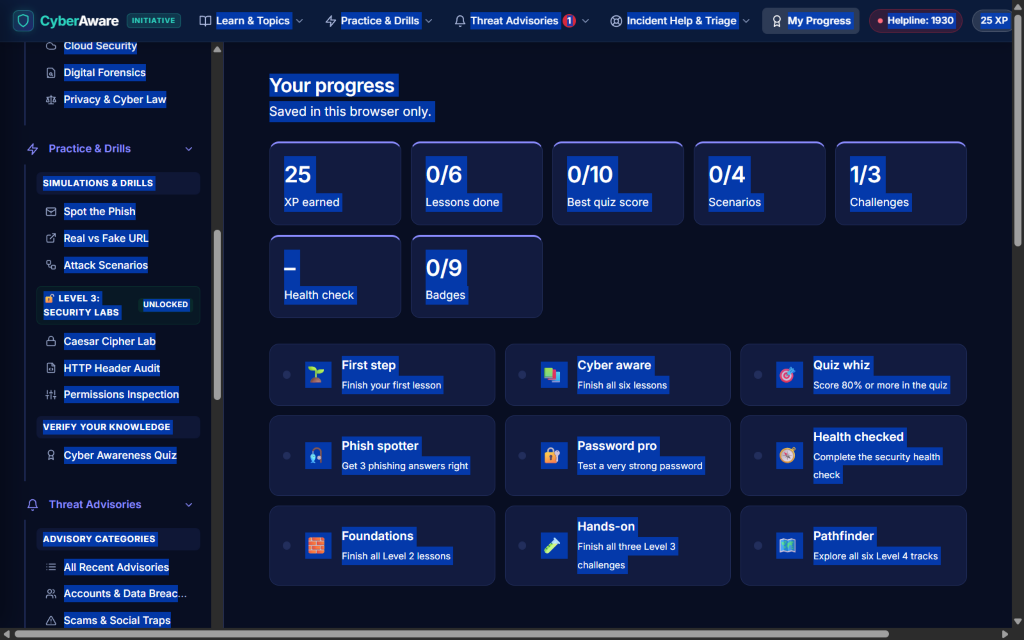 CyberAware INITIATIVE
Learn & Topics
Practice & Drills
Threat Advisories 1
Incident Help & Triage
My Progress
Helpline: 1930
25 XP
Cloud Security
Digital Forensics
Privacy & Cyber Law
Practice & Drills
SIMULATIONS & DRILLS
Spot the Phish
Real vs Fake URL
Attack Scenarios
LEVEL 3:
SECURITY LABS
UNLOCKED
Caesar Cipher Lab
HTTP Header Audit
Permissions Inspection
VERIFY YOUR KNOWLEDGE
Cyber Awareness Quiz
Threat Advisories
ADVISORY CATEGORIES
All Recent Advisories
Accounts & Data Breac...
Scams & Social Traps
Your progress
Saved in this browser only.
25
XP earned
0/6
Lessons done
0/10
Best quiz score
0/4
Scenarios
1/3
Challenges
–
Health check
0/9
Badges
First step
Finish your first lesson
Cyber aware
Finish all six lessons
Quiz whiz
Score 80% or more in the quiz
Phish spotter
Get 3 phishing answers right
Password pro
Test a very strong password
Health checked
Complete the security health
check
Foundations
Finish all Level 2 lessons
Hands-on
Finish all three Level 3
challenges
Pathfinder
Explore all six Level 4 tracks